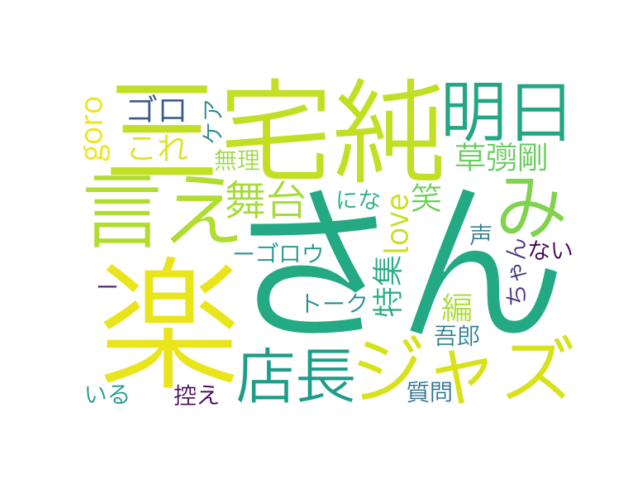 三宅純
明日
goro
ゴロ
ケァ
これ
無理
草彅剛
言え
舞台
にな
笑
み
love
声
さん
ーゴロウ
ちゃん
ない
楽
ー
トーク
特集
編
吾郎
店長
ジャズ
いる
控え
質問